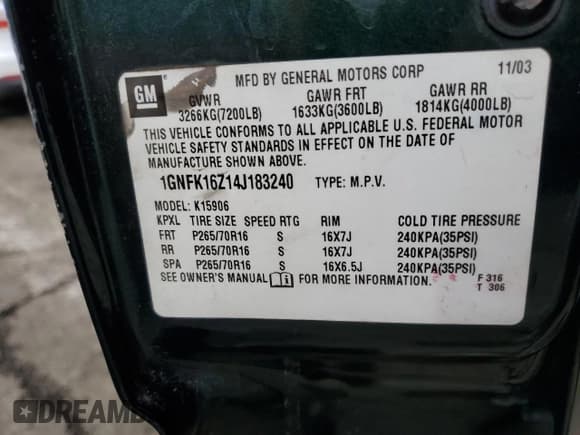 GM
MFD BY GENERAL MOTORS CORP 11/03
GVWR GAWR FRT GAWR RR
3266KG(7200LB) 1633KG(3600LB) 1814KG(4000LB)
THIS VEHICLE CONFORMS TO ALL APPLICABLE U.S. FEDERAL MOTOR
VEHICLE SAFETY STANDARDS IN EFFECT ON THE DATE OF
MANUFACTURE SHOWN ABOVE.
1GNFK16Z14J183240 TYPE: M.P.V.
MODEL: K15906
KPXL TIRE SIZE SPEED RTG RIM COLD TIRE PRESSURE
FRT P265/70R16 S 16X7J 240KPA(35PSI)
RR P265/70R16 S 16X7J 240KPA(35PSI)
SPA P265/70R16 S 16X6.5J 240KPA(35PSI)
SEE OWNER'S MANUAL FOR MORE INFORMATION. F 316
T 306